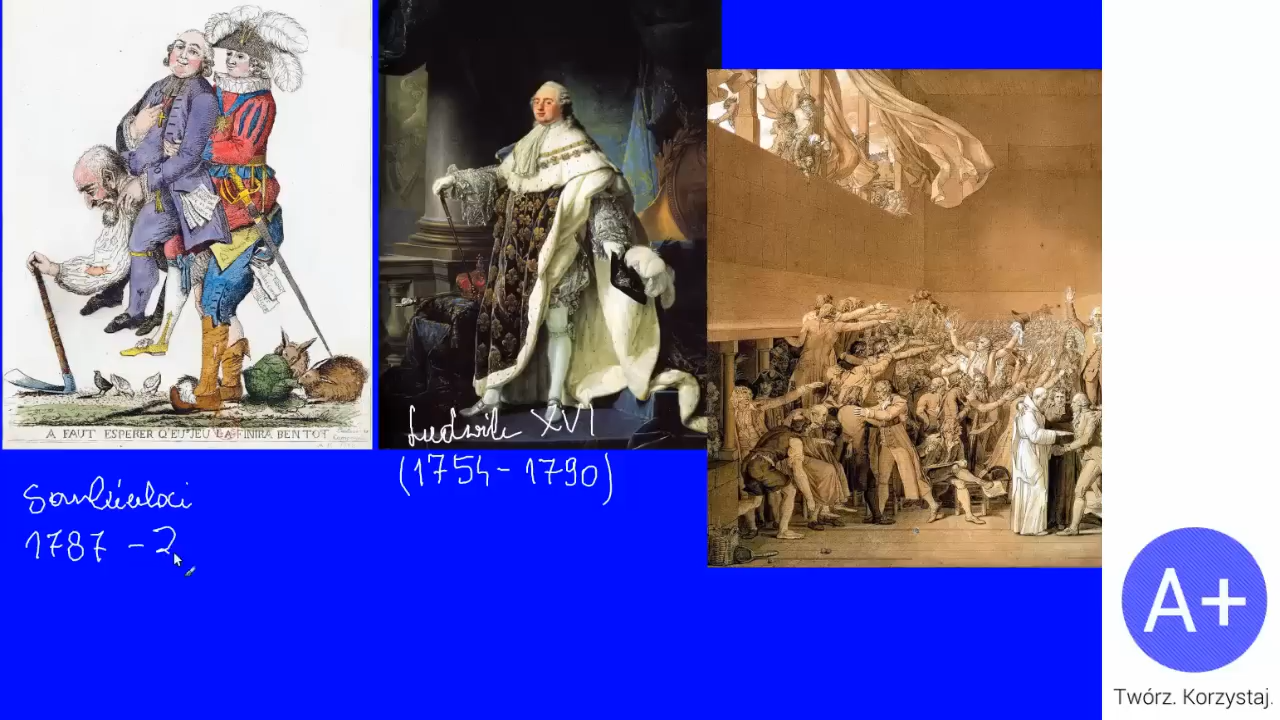 A FAUT ESPERER Q'EU'S JEU LA FINIRA BEN TOT
Ludwik XVI
(1754-1790)
1787 - 2
A+
Twórz. Korzystaj.